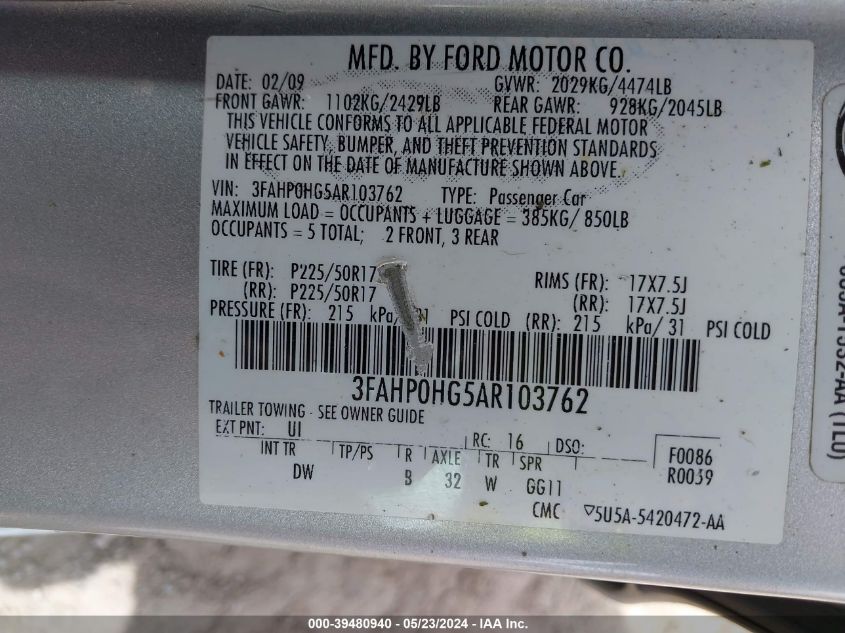 MFD. BY FORD MOTOR CO.
DATE: 02/09 GVWR: 2029KG/4474LB
FRONT GAWR: 1102KG/2429LB REAR GAWR: 928KG/2045LB
THIS VEHICLE CONFORMS TO ALL APPLICABLE FEDERAL MOTOR
VEHICLE SAFETY, BUMPER, AND THEFT PREVENTION STANDARDS
IN EFFECT ON THE DATE OF MANUFACTURE SHOWN ABOVE.
VIN: 3FAHP0HG5AR103762 TYPE: Passenger Car
MAXIMUM LOAD = OCCUPANTS + LUGGAGE = 385KG/ 850LB
OCCUPANTS = 5 TOTAL; 2 FRONT, 3 REAR
TIRE (FR): P225/50R17 RIMS (FR): 17X7.5J
(RR): P225/50R17 (RR): 17X7.5J
PRESSURE (FR): 215 kPa/ 31 PSI COLD (RR): 215 kPa/ 31 PSI COLD
3FAHP0HG5AR103762
TRAILER TOWING - SEE OWNER GUIDE
EXT PNT: UI RC: 16 DSO: F0086
INT TR TP/PS R AXLE TR SPR R0059
DW B 32 W GG11
CMC ▽5U5A-5420472-AA
000-39480940 - 05/23/2024 - IAA Inc.